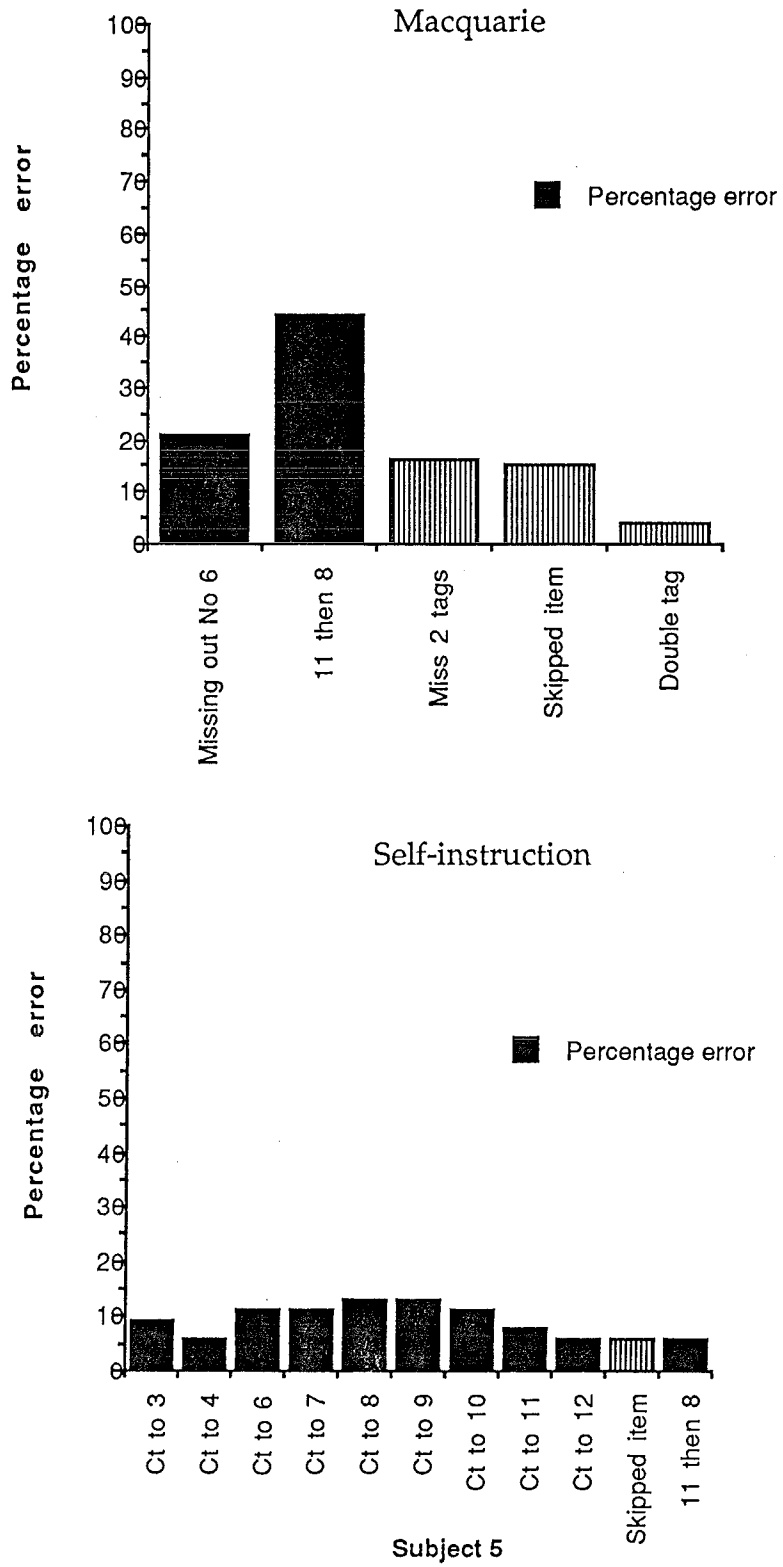 Macquarie
Percentage error
100
90
80
70
60
50
40
30
20
10
0
Percentage error
Missing out No 6
11 then 8
Miss 2 tags
Skipped item
Double tag
Self-instruction
Percentage error
100
90
80
70
60
50
40
30
20
10
0
Percentage error
Ct to 3
Ct to 4
Ct to 6
Ct to 7
Ct to 8
Ct to 9
Ct to 10
Ct to 11
Ct to 12
Skipped item
11 then 8
Subject 5